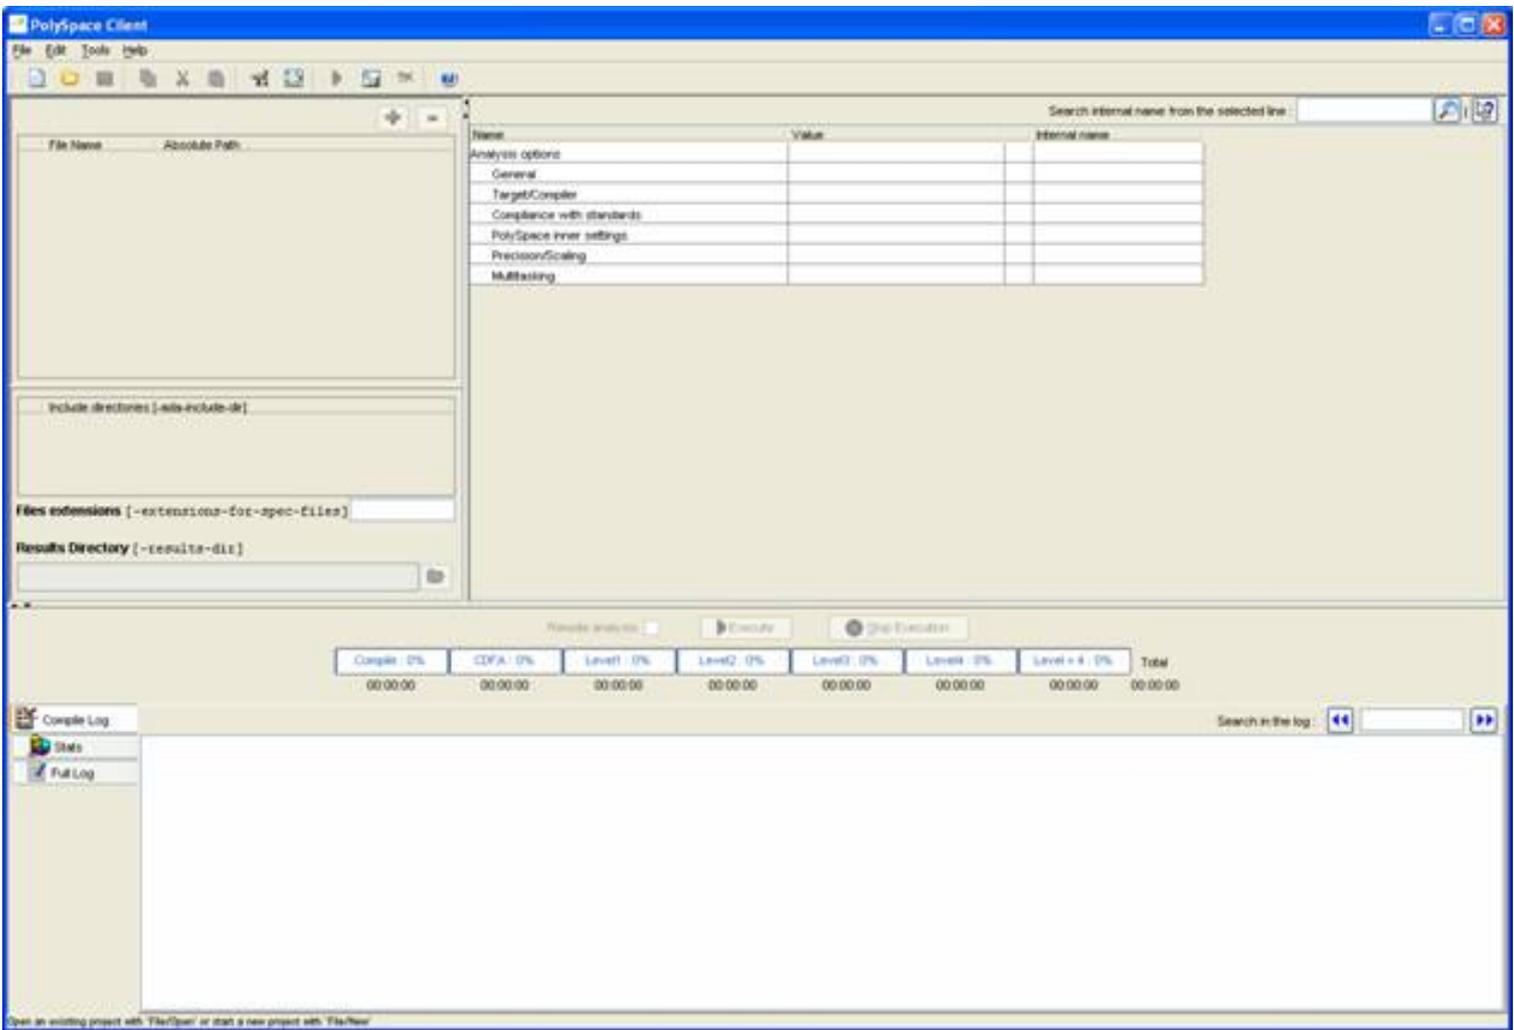 PolySpace Client
File Edit Tools Help
Search internal name from the selected line :
File Name Absolute Path
Name Value Internal name
Analysis options
General
Target/Compiler
Compliance with standards
PolySpace inner settings
Precision/Scaling
Multitasking
Include directories [-ada-include-dir]
Files extensions [-extensions-for-spec-files]
Results Directory [-results-dir]
Remote analysis Execute Stop Execution
Compile : 0% CDFA : 0% Level1 : 0% Level2 : 0% Level3 : 0% Level4 : 0% Level + 4 : 0% Total
00:00:00 00:00:00 00:00:00 00:00:00 00:00:00 00:00:00 00:00:00 00:00:00
Compile Log Search in the log :
Stats
Full Log
Open an existing project with 'File/Open' or start a new project with 'File/New'